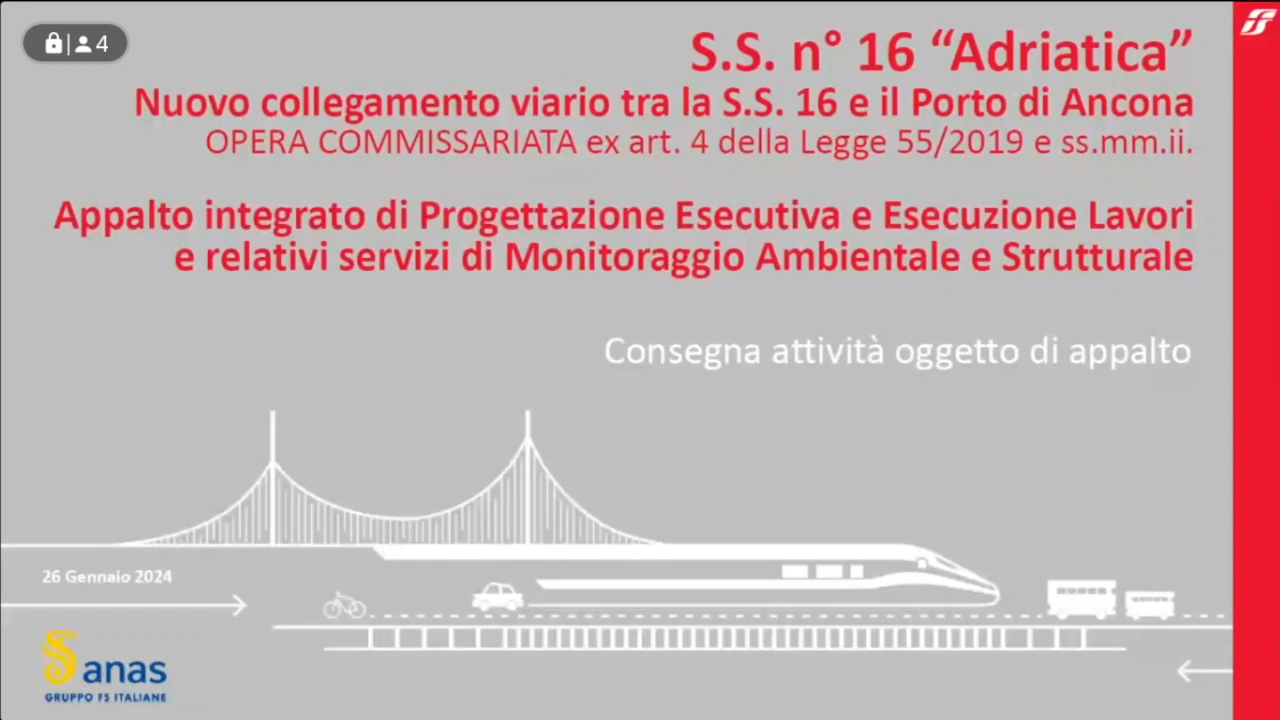 4
S.S. n° 16 “Adriatica”
Nuovo collegamento viario tra la S.S. 16 e il Porto di Ancona
OPERA COMMISSARIATA ex art. 4 della Legge 55/2019 e ss.mm.ii.
Appalto integrato di Progettazione Esecutiva e Esecuzione Lavori
e relativi servizi di Monitoraggio Ambientale e Strutturale
Consegna attività oggetto di appalto
26 Gennaio 2024
anas
GRUPPO FS ITALIANE